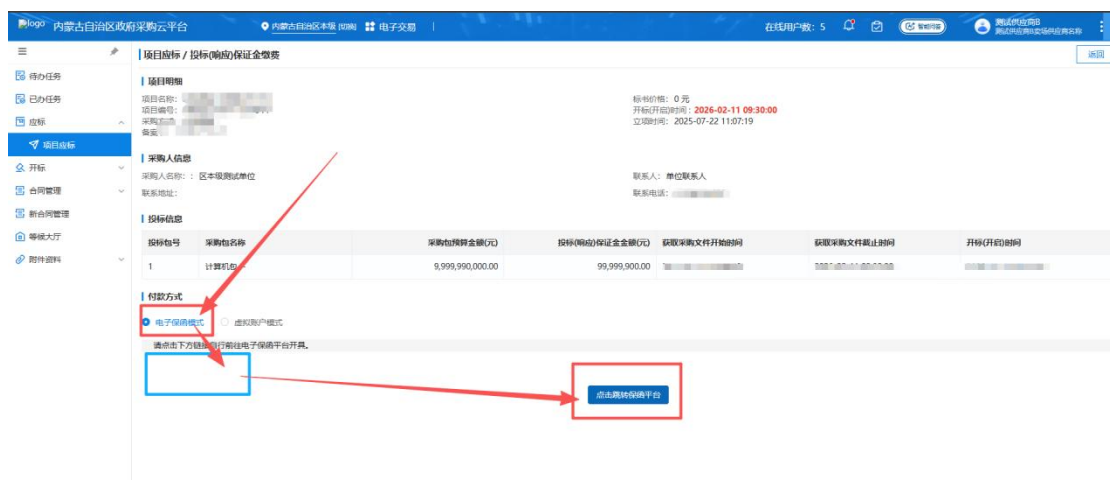 logo 内蒙古自治区政府采购云平台
内蒙古自治区本级 电子交易
在线用户数：5
智能问答
测试供应商B
返回
项目应标 / 投标(响应)保证金缴费
待办任务
已办任务
应标
项目应标
开标
合同管理
新合同管理
等候大厅
附件资料
项目明细
项目名称：
标书价格：0 元
项目编号：
开标(开启)时间：2026-02-11 09:30:00
采购方式
立项时间：2025-07-22 11:07:19
备案
采购人信息
采购人名称：: 区本级测试单位
联系人：单位联系人
联系地址：
联系电话：
投标信息
投标包号 采购包名称 采购包预算金额(元) 投标(响应)保证金金额(元) 获取采购文件开始时间 获取采购文件截止时间 开标(开启)时间
1 计算机包 9,999,990,000.00 99,999,900.00
付款方式
电子保函模式 虚拟账户模式
请点击下方链接自行前往电子保函平台开具。
点击跳转保函平台